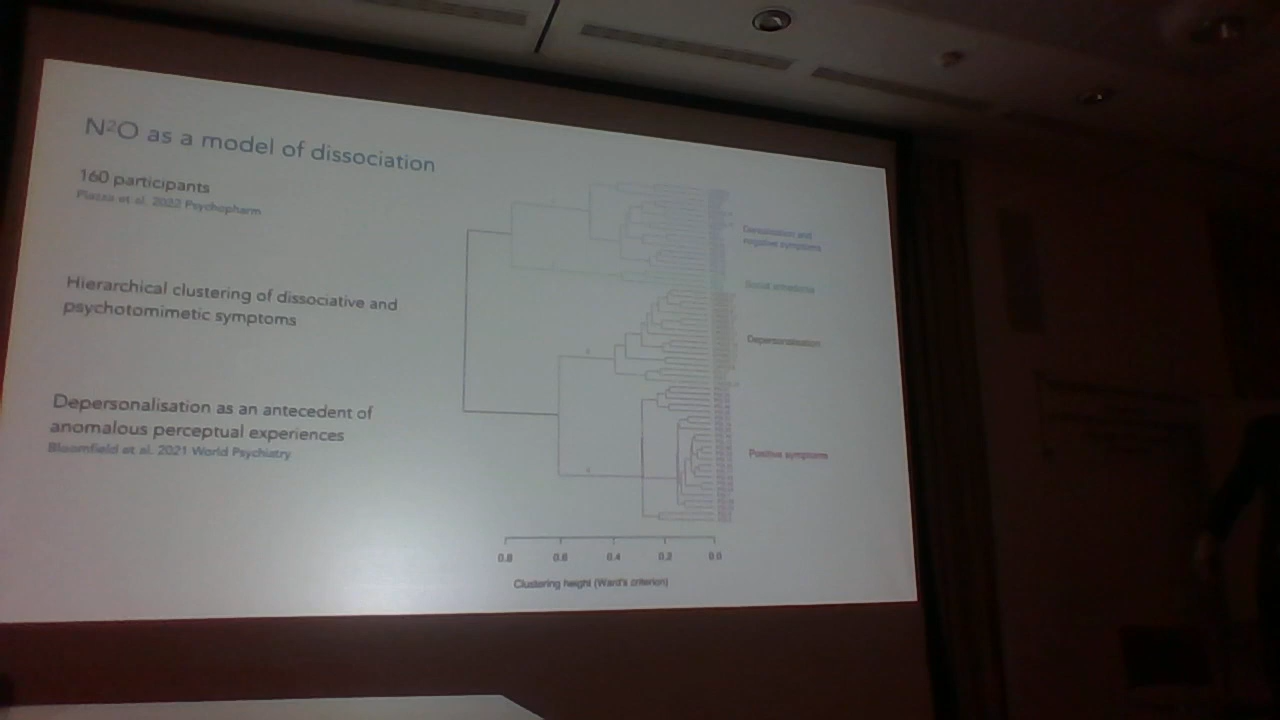 N²O as a model of dissociation
160 participants
Piazza et al. 2022 Psychopharm
Hierarchical clustering of dissociative and
psychotomimetic symptoms
Depersonalisation as an antecedent of
anomalous perceptual experiences
Bloomfield et al. 2021 World Psychiatry
Derealisation and
negative symptoms
Social anhedonia
Depersonalisation
Positive symptoms
0.8 0.6 0.4 0.2 0.0
Clustering height (Ward's criterion)